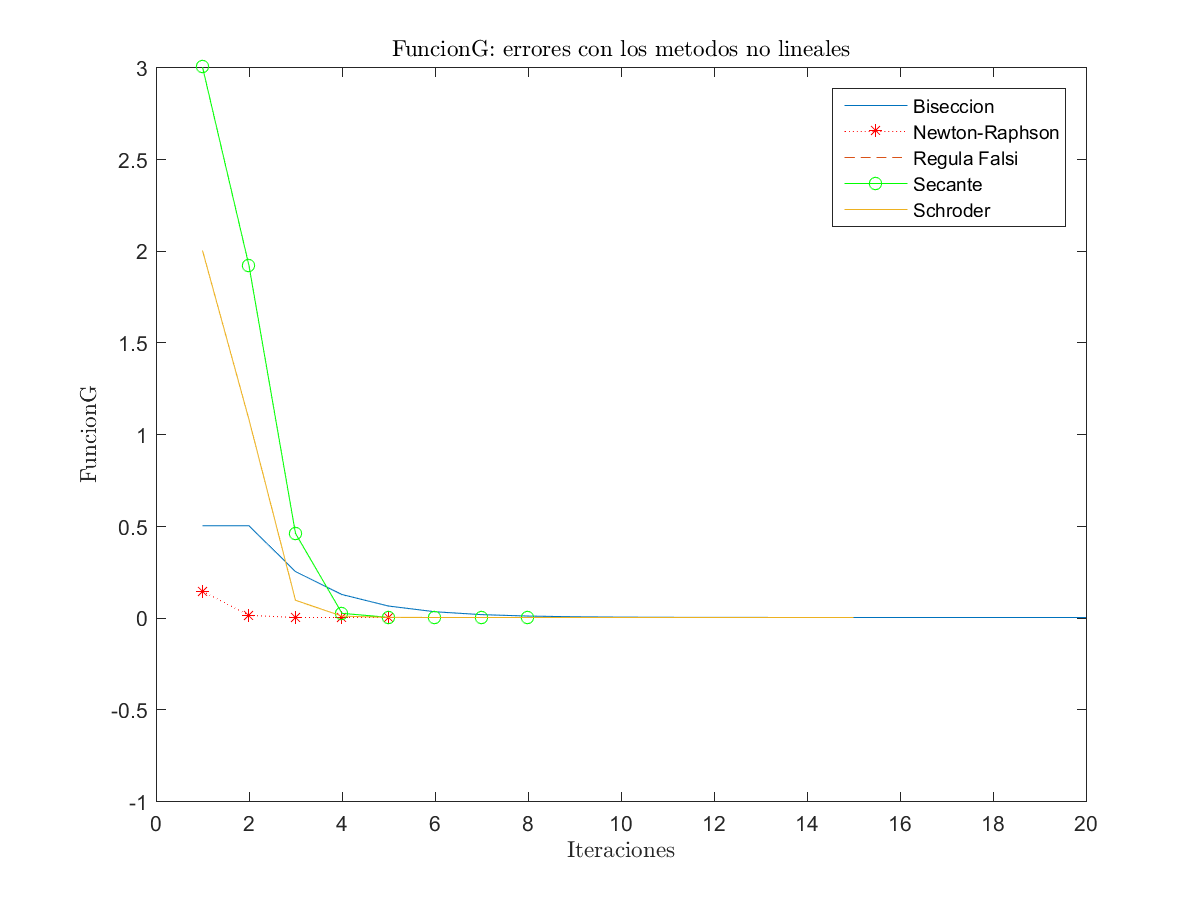 FuncionG: errores con los metodos no lineales
3
2.5
2
1.5
1
0.5
0
-0.5
-1
FuncionG
Biseccion
Newton-Raphson
Regula Falsi
Secante
Schroder
0 2 4 6 8 10 12 14 16 18 20
Iteraciones